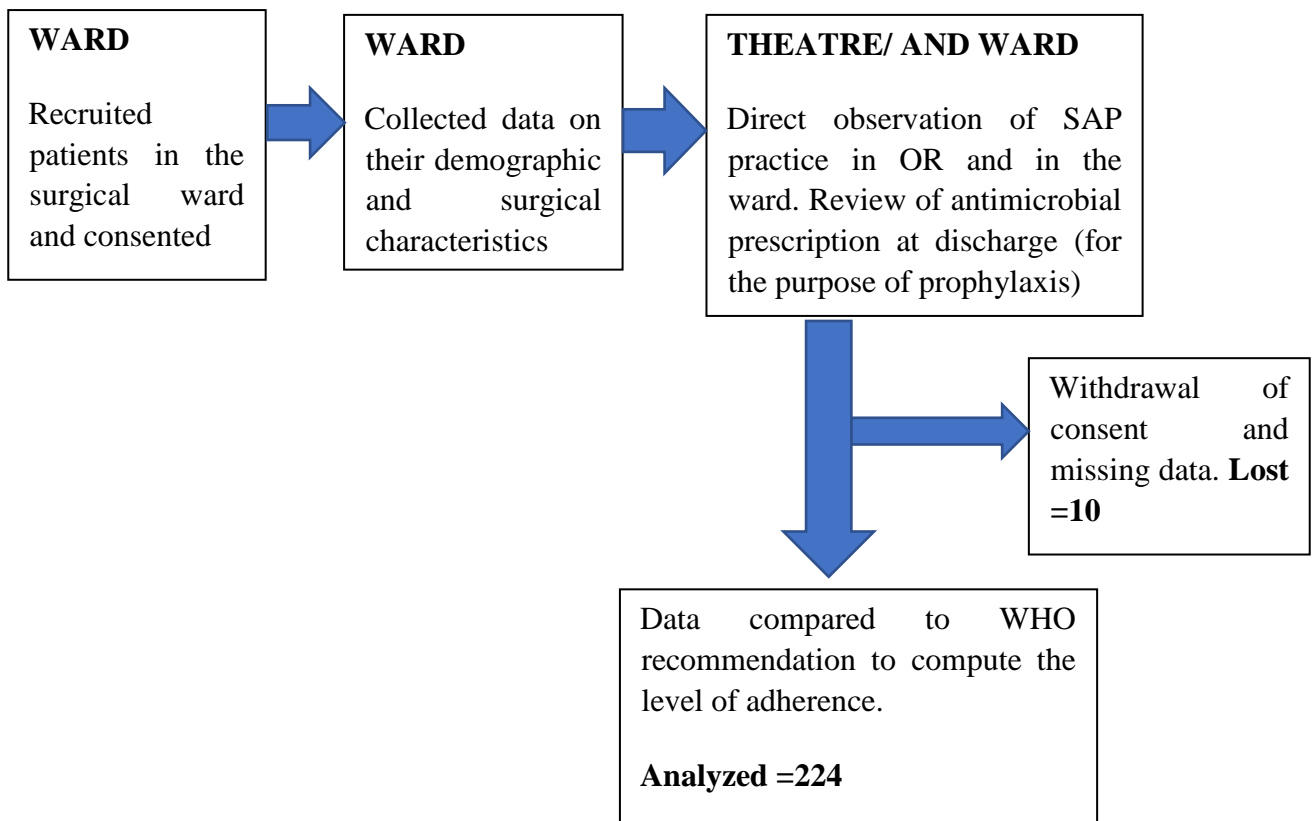 WARD
Recruited
patients in the
surgical ward
and consented
WARD
Collected data on
their demographic
and surgical
characteristics
THEATRE/ AND WARD
Direct observation of SAP
practice in OR and in the
ward. Review of antimicrobial
prescription at discharge (for
the purpose of prophylaxis)
Withdrawal of
consent and
missing data. Lost
=10
Data compared to WHO
recommendation to compute the
level of adherence.
Analyzed =224